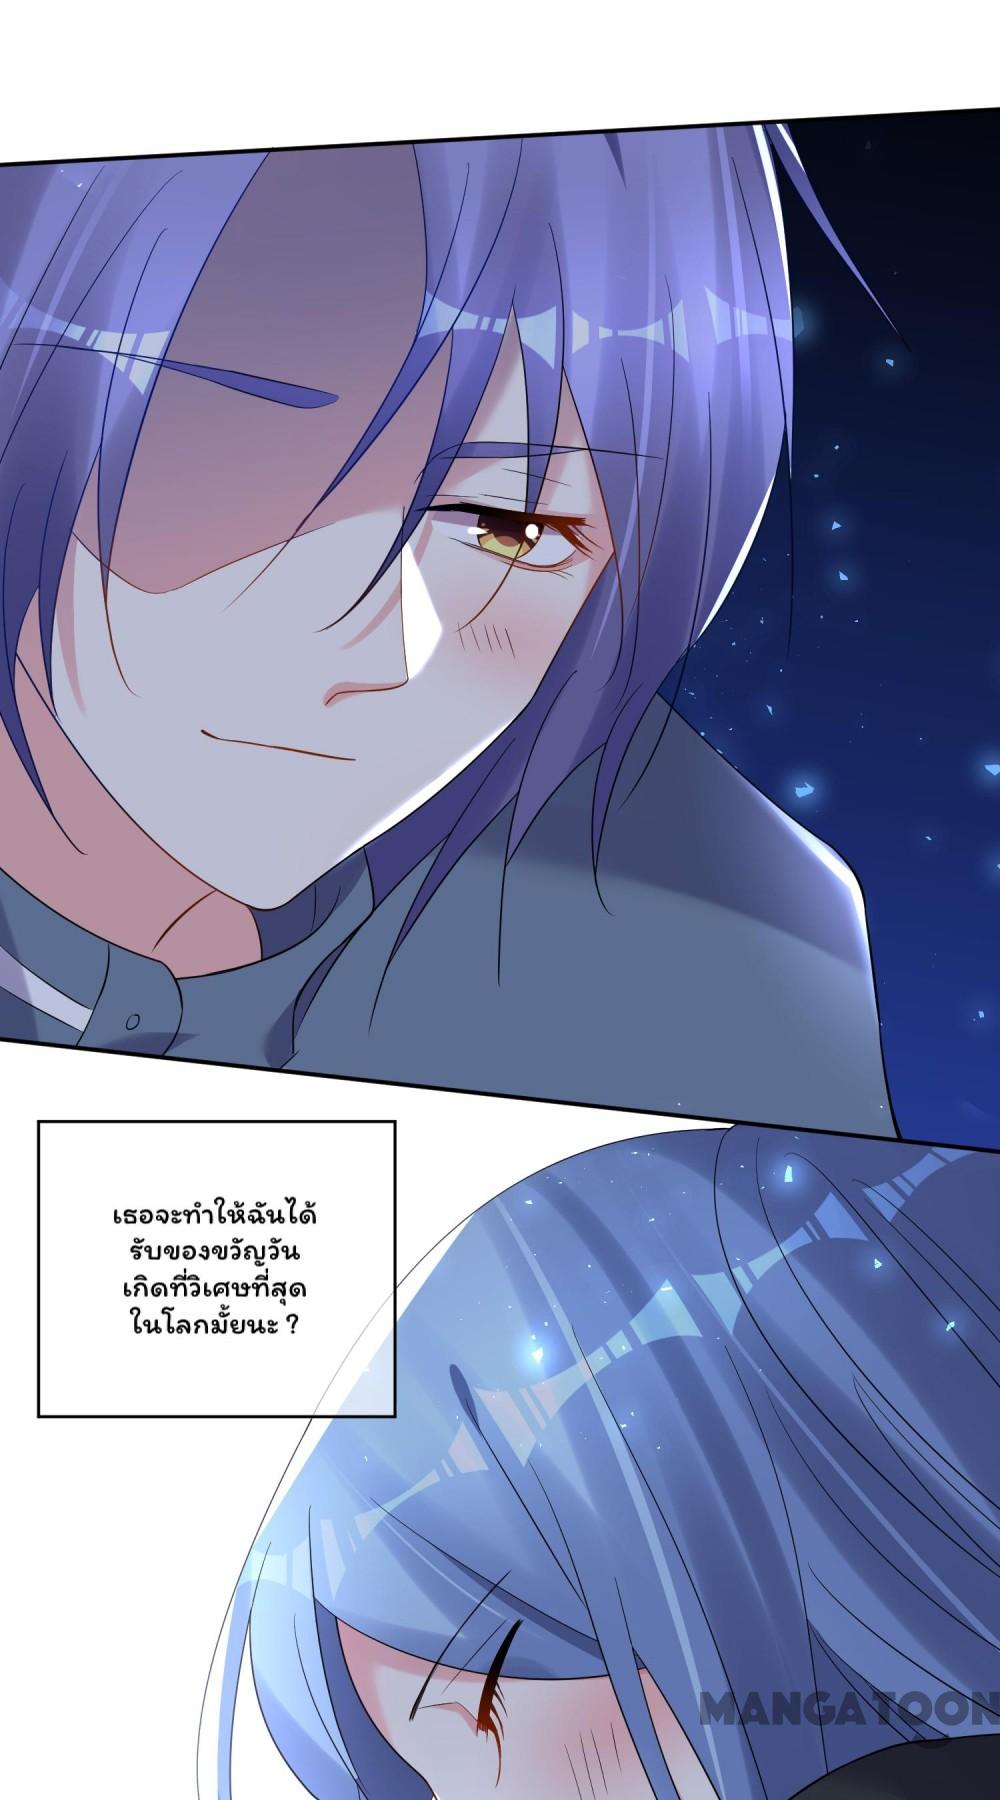 เธอจะทำให้ฉันได้
รับของขวัญวัน
เกิดที่วิเศษที่สุด
ในโลกมั้ยนะ ?
MANGATOON